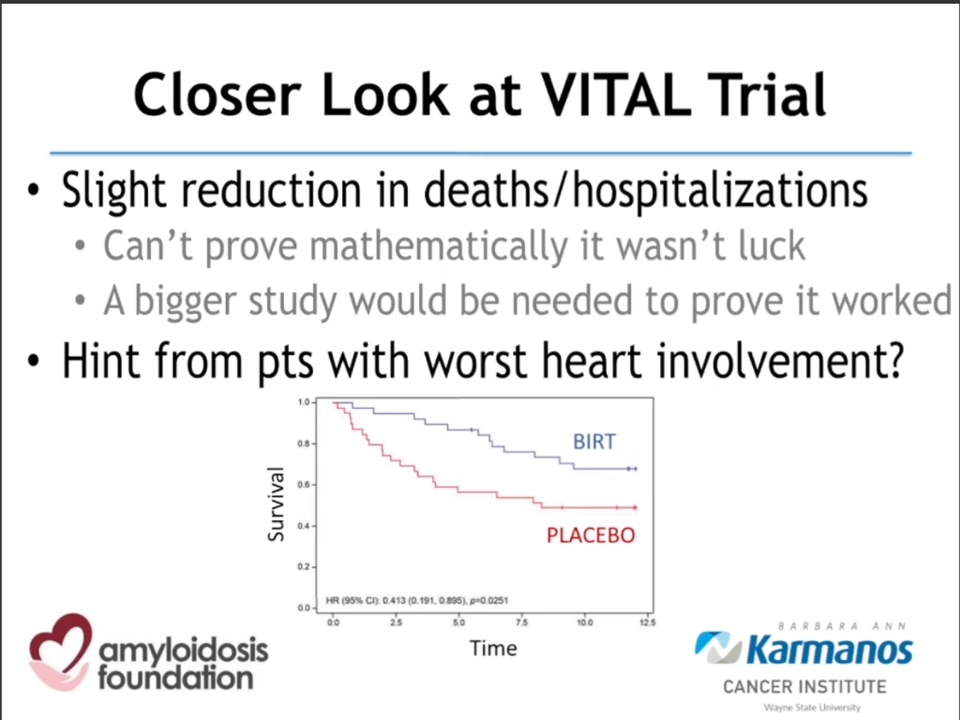 Closer Look at VITAL Trial
• Slight reduction in deaths/hospitalizations
• Can't prove mathematically it wasn't luck
• A bigger study would be needed to prove it worked
• Hint from pts with worst heart involvement?
1.0
0.8
0.6
0.4
0.2
0.0
Survival
BIRT
PLACEBO
HR (95% CI): 0.413 (0.191, 0.895), p=0.0251
0.0 2.5 5.0 7.5 10.0 12.5
Time
amyloidosis
foundation
BARBARA ANN
Karmanos
CANCER INSTITUTE
Wayne State University